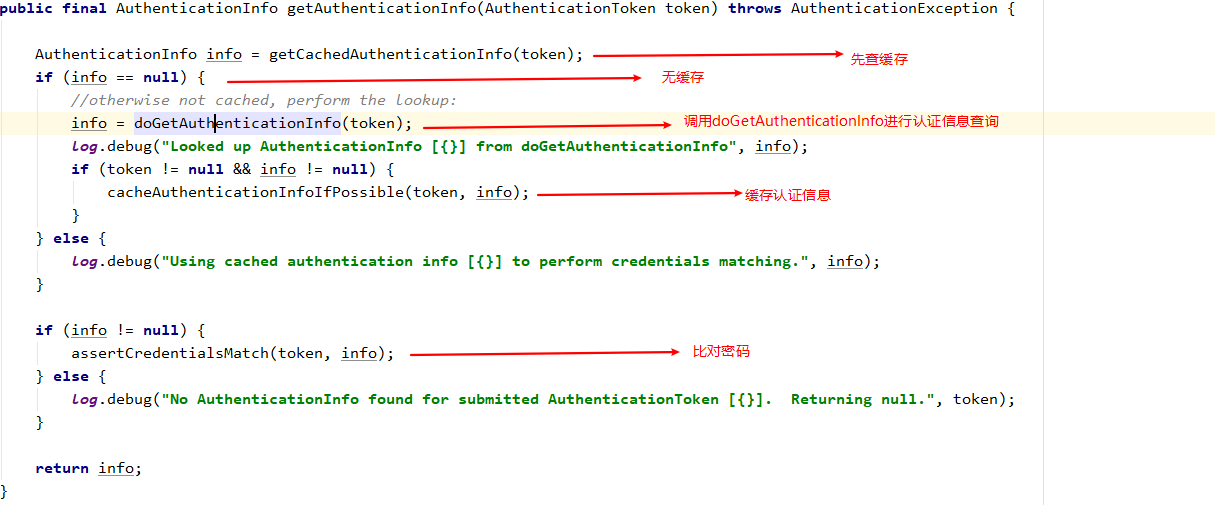 public final AuthenticationInfo getAuthenticationInfo(AuthenticationToken token) throws AuthenticationException {
AuthenticationInfo info = getCachedAuthenticationInfo(token); 先查缓存
if (info == null) { 无缓存
//otherwise not cached, perform the lookup:
info = doGetAuthenticationInfo(token); 调用doGetAuthenticationInfo进行认证信息查询
log.debug("Looked up AuthenticationInfo [{}] from doGetAuthenticationInfo", info);
if (token != null && info != null) {
cacheAuthenticationInfoIfPossible(token, info); 缓存认证信息
}
} else {
log.debug("Using cached authentication info [{}] to perform credentials matching.", info);
}
if (info != null) {
assertCredentialsMatch(token, info); 比对密码
} else {
log.debug("No AuthenticationInfo found for submitted AuthenticationToken [{}].  Returning null.", token);
}
return info;
}